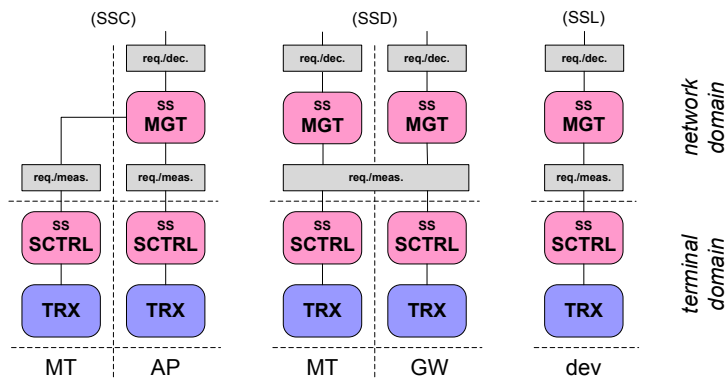 (SSC) (SSD) (SSL)
req./dec. req./dec. req./dec. req./dec.
SS SS SS SS
MGT MGT MGT MGT
network
domain
req./meas. req./meas. req./meas. req./meas.
SS SS SS SS SS
SCTRL SCTRL SCTRL SCTRL SCTRL
terminal
domain
TRX TRX TRX TRX TRX
MT AP MT GW dev